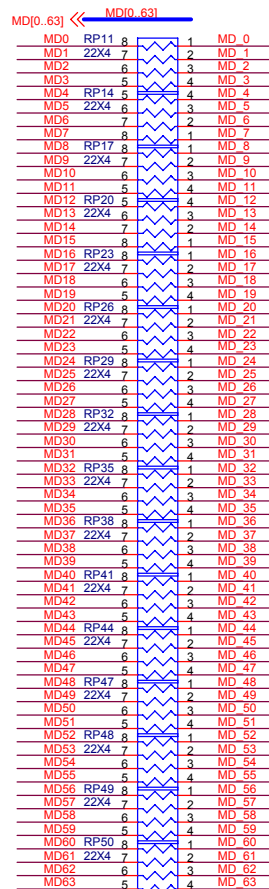 MD[0..63]
MD[0..63]
MD0 RP11 8 1 MD_0
MD1 22X4 7 2 MD_1
MD2 6 3 MD_2
MD3 5 4 MD_3
MD4 RP14 5 4 MD_4
MD5 22X4 6 3 MD_5
MD6 7 2 MD_6
MD7 8 1 MD_7
MD8 RP17 8 1 MD_8
MD9 22X4 7 2 MD_9
MD10 6 3 MD_10
MD11 5 4 MD_11
MD12 RP20 5 4 MD_12
MD13 22X4 6 3 MD_13
MD14 7 2 MD_14
MD15 8 1 MD_15
MD16 RP23 8 1 MD_16
MD17 22X4 7 2 MD_17
MD18 6 3 MD_18
MD19 5 4 MD_19
MD20 RP26 8 1 MD_20
MD21 22X4 7 2 MD_21
MD22 6 3 MD_22
MD23 5 4 MD_23
MD24 RP29 8 1 MD_24
MD25 22X4 7 2 MD_25
MD26 6 3 MD_26
MD27 5 4 MD_27
MD28 RP32 8 1 MD_28
MD29 22X4 7 2 MD_29
MD30 6 3 MD_30
MD31 5 4 MD_31
MD32 RP35 8 1 MD_32
MD33 22X4 7 2 MD_33
MD34 6 3 MD_34
MD35 5 4 MD_35
MD36 RP38 8 1 MD_36
MD37 22X4 7 2 MD_37
MD38 6 3 MD_38
MD39 5 4 MD_39
MD40 RP41 8 1 MD_40
MD41 22X4 7 2 MD_41
MD42 6 3 MD_42
MD43 5 4 MD_43
MD44 RP44 8 1 MD_44
MD45 22X4 7 2 MD_45
MD46 6 3 MD_46
MD47 5 4 MD_47
MD48 RP47 8 1 MD_48
MD49 22X4 7 2 MD_49
MD50 6 3 MD_50
MD51 5 4 MD_51
MD52 RP48 8 1 MD_52
MD53 22X4 7 2 MD_53
MD54 6 3 MD_54
MD55 5 4 MD_55
MD56 RP49 8 1 MD_56
MD57 22X4 7 2 MD_57
MD58 6 3 MD_58
MD59 5 4 MD_59
MD60 RP50 8 1 MD_60
MD61 22X4 7 2 MD_61
MD62 6 3 MD_62
MD63 5 4 MD_63